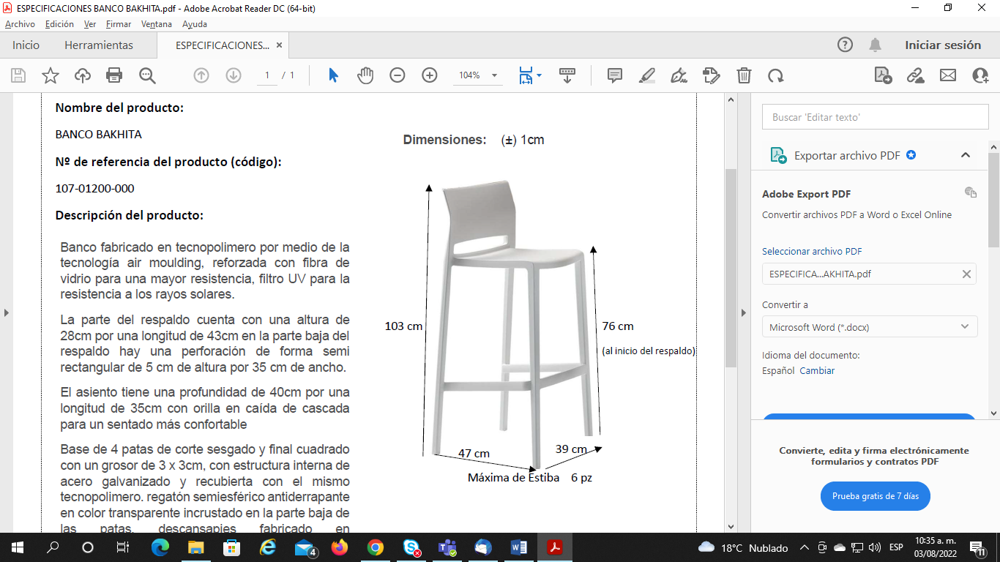 ESPECIFICACIONES BANCO BAKHITA.pdf - Adobe Acrobat Reader DC (64-bit)
Archivo Edición Ver Firmar Ventana Ayuda
Inicio Herramientas ESPECIFICACIONES... × Iniciar sesión
1 / 1 104%
Nombre del producto:
BANCO BAKHITA
Nº de referencia del producto (código):
107-01200-000
Descripción del producto:
Banco fabricado en tecnopolimero por medio de la
tecnología air moulding, reforzada con fibra de
vidrio para una mayor resistencia, filtro UV para la
resistencia a los rayos solares.
La parte del respaldo cuenta con una altura de
28cm por una longitud de 43cm en la parte baja del
respaldo hay una perforación de forma semi
rectangular de 5 cm de altura por 35 cm de ancho.
El asiento tiene una profundidad de 40cm por una
longitud de 35cm con orilla en caída de cascada
para un sentado más confortable
Base de 4 patas de corte sesgado y final cuadrado
con un grosor de 3 x 3cm, con estructura interna de
acero galvanizado y recubierta con el mismo
tecnopolimero. regatón semiesférico antiderrapante
en color transparente incrustado en la parte baja de
las patas, descansapies fabricado en
Dimensiones: (±) 1cm
103 cm
76 cm
(al inicio del respaldo)
47 cm
39 cm
Máxima de Estiba 6 pz
Buscar 'Editar texto'
Exportar archivo PDF
Adobe Export PDF
Convertir archivos PDF a Word o Excel Online
Seleccionar archivo PDF
ESPECIFICA...AKHITA.pdf
Convertir a
Microsoft Word (*.docx)
Idioma del documento:
Español Cambiar
Convierte, edita y firma electrónicamente
formularios y contratos PDF
Prueba gratis de 7 días
4
18°C Nublado
ESP
10:35 a. m.
03/08/2022
11